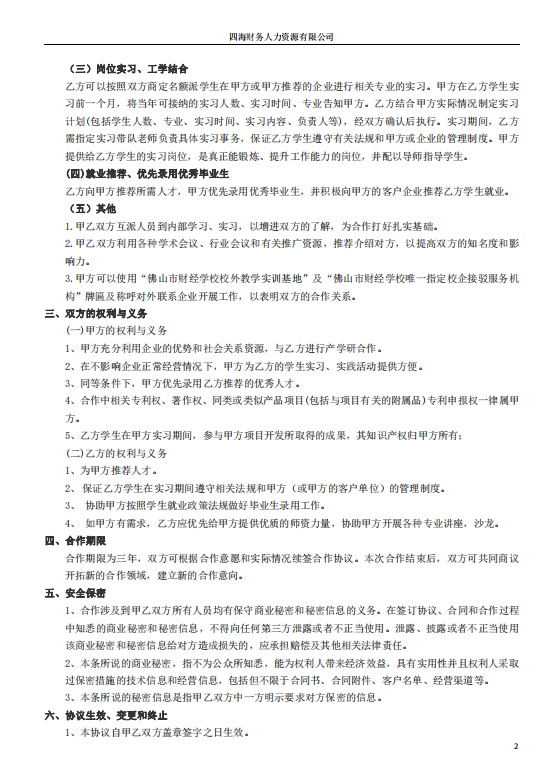 四海财务人力资源有限公司
（三）岗位实习、工学结合
乙方可以按照双方商定名额派学生在甲方或甲方推荐的企业进行相关专业的实习。甲方在乙方学生实
习前一个月，将当年可接纳的实习人数、实习时间、专业告知甲方。乙方结合甲方实际情况制定实习
计划(包括学生人数、专业、实习时间、实习内容、负责人等)，经双方确认后执行。实习期间，乙方
需指定实习带队老师负责具体实习事务，保证乙方学生遵守有关法规和甲方或企业的管理制度。甲方
提供给乙方学生的实习岗位，是真正能锻炼、提升工作能力的岗位，并配以导师指导学生。
(四)就业推荐、优先录用优秀毕业生
乙方向甲方推荐所需人才，甲方优先录用优秀毕业生，并积极向甲方的客户企业推荐乙方学生就业。
（五）其他
1.甲乙双方互派人员到内部学习、实习，以增进双方的了解，为合作打好扎实基础。
2.甲乙双方利用各种学术会议、行业会议和有关推广资源，推荐介绍对方，以提高双方的知名度和影
响力。
3.甲方可以使用“佛山市财经学校校外教学实训基地”及“佛山市财经学校唯一指定校企接驳服务机
构”牌匾及称呼对外联系企业开展工作，以表明双方的合作关系。
三、双方的权利与义务
(一)甲方的权利与义务
1、甲方充分利用企业的优势和社会关系资源，与乙方进行产学研合作。
2、在不影响企业正常经营情况下，甲方为乙方的学生实习、实践活动提供方便。
3、同等条件下，甲方优先录用乙方推荐的优秀人才。
4、合作中相关专利权、著作权、同类或类似产品项目(包括与项目有关的附属品)专利申报权一律属甲
方。
5、乙方学生在甲方实习期间，参与甲方项目开发所取得的成果，其知识产权归甲方所有；
(二)乙方的权利与义务
1、为甲方推荐人才。
2、 保证乙方学生在实习期间遵守相关法规和甲方（或甲方的客户单位）的管理制度。
3、 协助甲方按照学生就业政策法规做好毕业生录用工作。
4、 如甲方有需求，乙方应优先给甲方提供优质的师资力量，协助甲方开展各种专业讲座，沙龙。
四、合作期限
合作期限为三年，双方可根据合作意愿和实际情况续签合作协议。本次合作结束后，双方可共同商议
开拓新的合作领域，建立新的合作意向。
五、安全保密
1、合作涉及到甲乙双方所有人员均有保守商业秘密和秘密信息的义务。在签订协议、合同和合作过程
中知悉的商业秘密和秘密信息，不得向任何第三方泄露或者不正当使用。泄露、披露或者不正当使用
该商业秘密和秘密信息给对方造成损失的，应承担赔偿及其他相关法律责任。
2、本条所说的商业秘密，指不为公众所知悉，能为权利人带来经济效益，具有实用性并且权利人采取
过保密措施的技术信息和经营信息，包括但不限于合同书、合同附件、客户名单、经营渠道等。
3、本条所说的秘密信息是指甲乙双方中一方明示要求对方保密的信息。
六、协议生效、变更和终止
1、本协议自甲乙双方盖章签字之日生效。
2